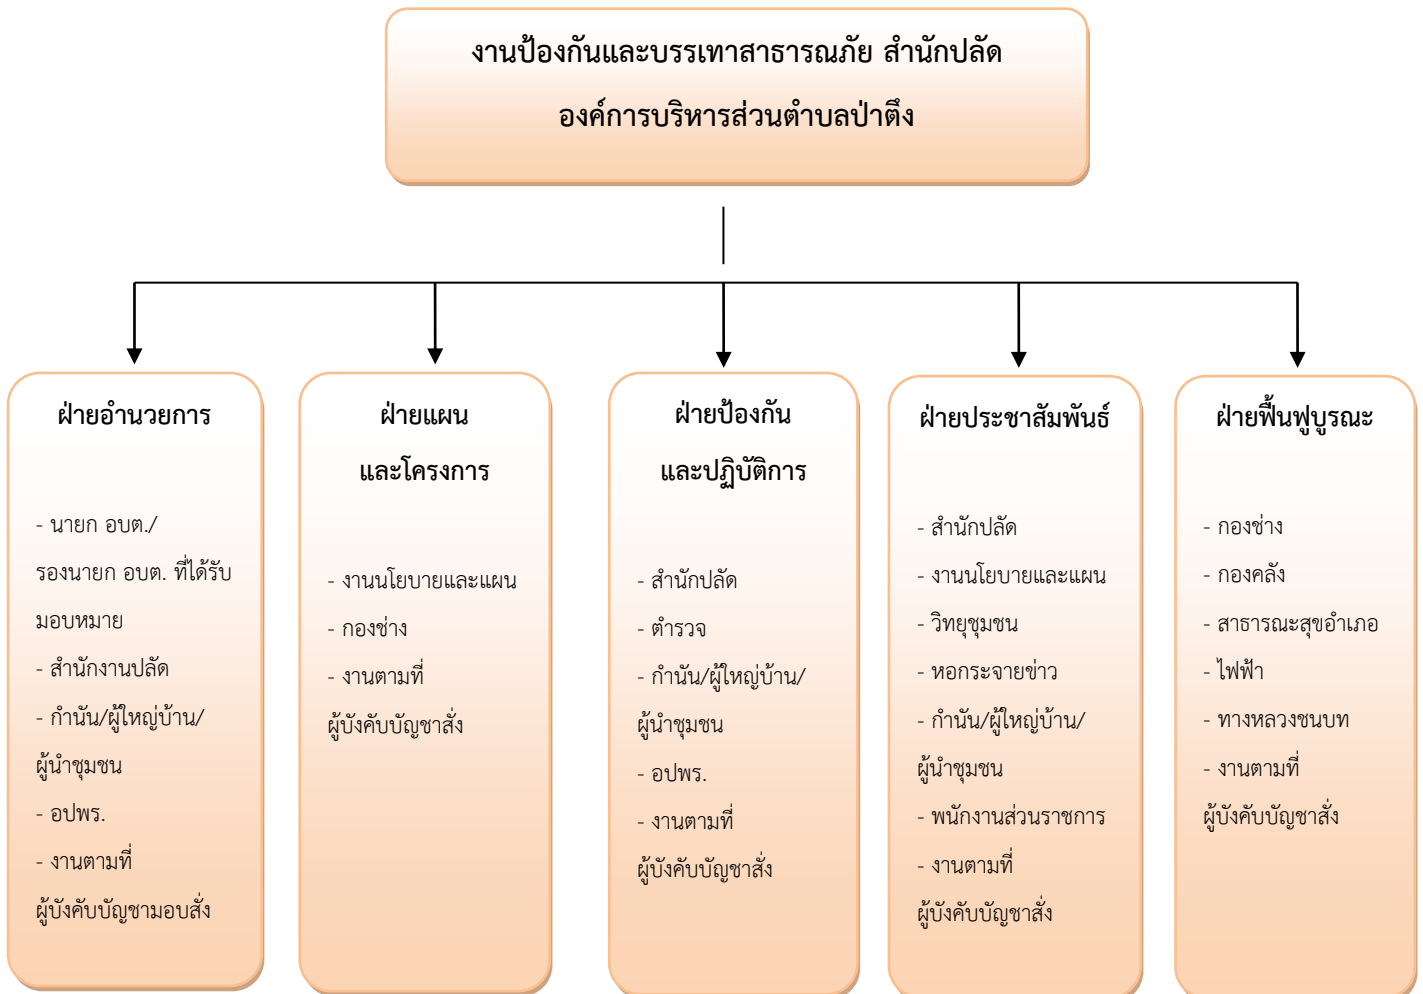 งานป้องกันและบรรเทาสาธารณภัย สำนักปลัด
องค์การบริหารส่วนตำบลป่าตึง
ฝ่ายอำนวยการ
- นายก อบต./
รองนายก อบต. ที่ได้รับ
มอบหมาย
- สำนักงานปลัด
- กำนัน/ผู้ใหญ่บ้าน/
ผู้นำชุมชน
- อปพร.
- งานตามที่
ผู้บังคับบัญชามอบสั่ง
ฝ่ายแผน
และโครงการ
- งานนโยบายและแผน
- กองช่าง
- งานตามที่
ผู้บังคับบัญชาสั่ง
ฝ่ายป้องกัน
และปฏิบัติการ
- สำนักปลัด
- ตำรวจ
- กำนัน/ผู้ใหญ่บ้าน/
ผู้นำชุมชน
- อปพร.
- งานตามที่
ผู้บังคับบัญชาสั่ง
ฝ่ายประชาสัมพันธ์
- สำนักปลัด
- งานนโยบายและแผน
- วิทยุชุมชน
- หอกระจายข่าว
- กำนัน/ผู้ใหญ่บ้าน/
ผู้นำชุมชน
- พนักงานส่วนราชการ
- งานตามที่
ผู้บังคับบัญชาสั่ง
ฝ่ายฟื้นฟูบูรณะ
- กองช่าง
- กองคลัง
- สาธารณะสุขอำเภอ
- ไฟฟ้า
- ทางหลวงชนบท
- งานตามที่
ผู้บังคับบัญชาสั่ง